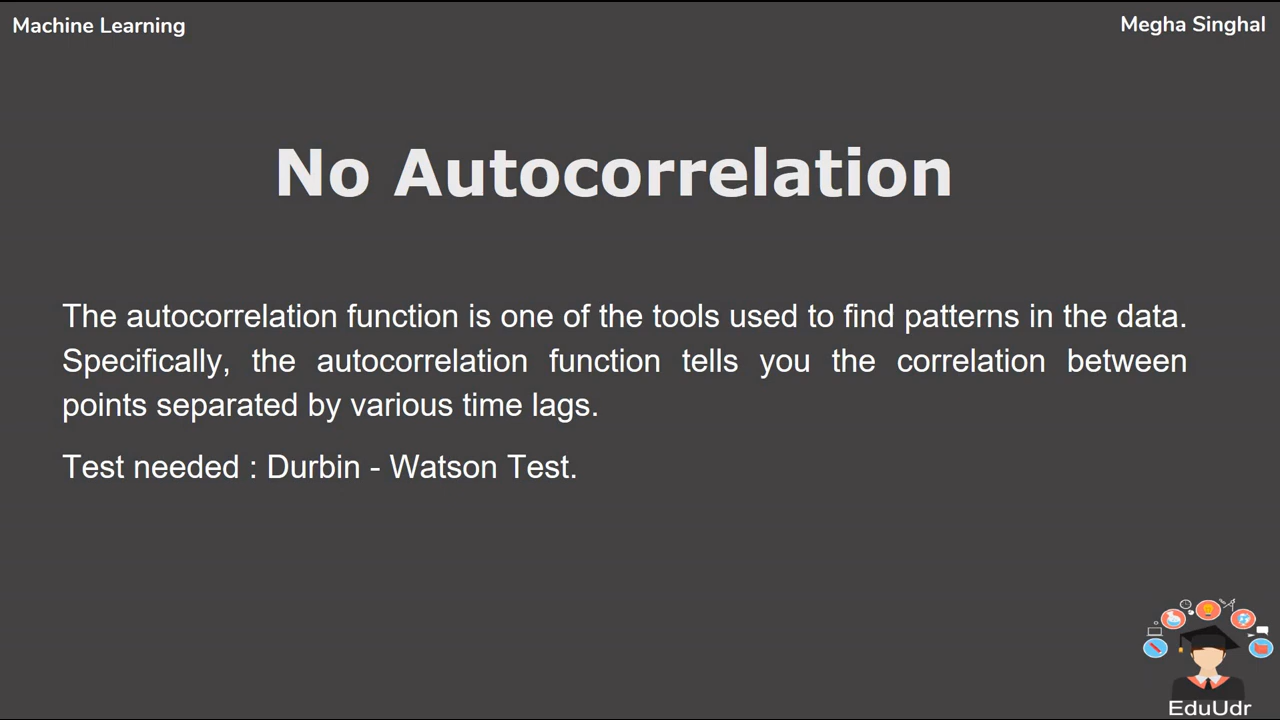 Machine Learning
Megha Singhal
No Autocorrelation
The autocorrelation function is one of the tools used to find patterns in the data.
Specifically, the autocorrelation function tells you the correlation between
points separated by various time lags.
Test needed : Durbin - Watson Test.
EduUdr